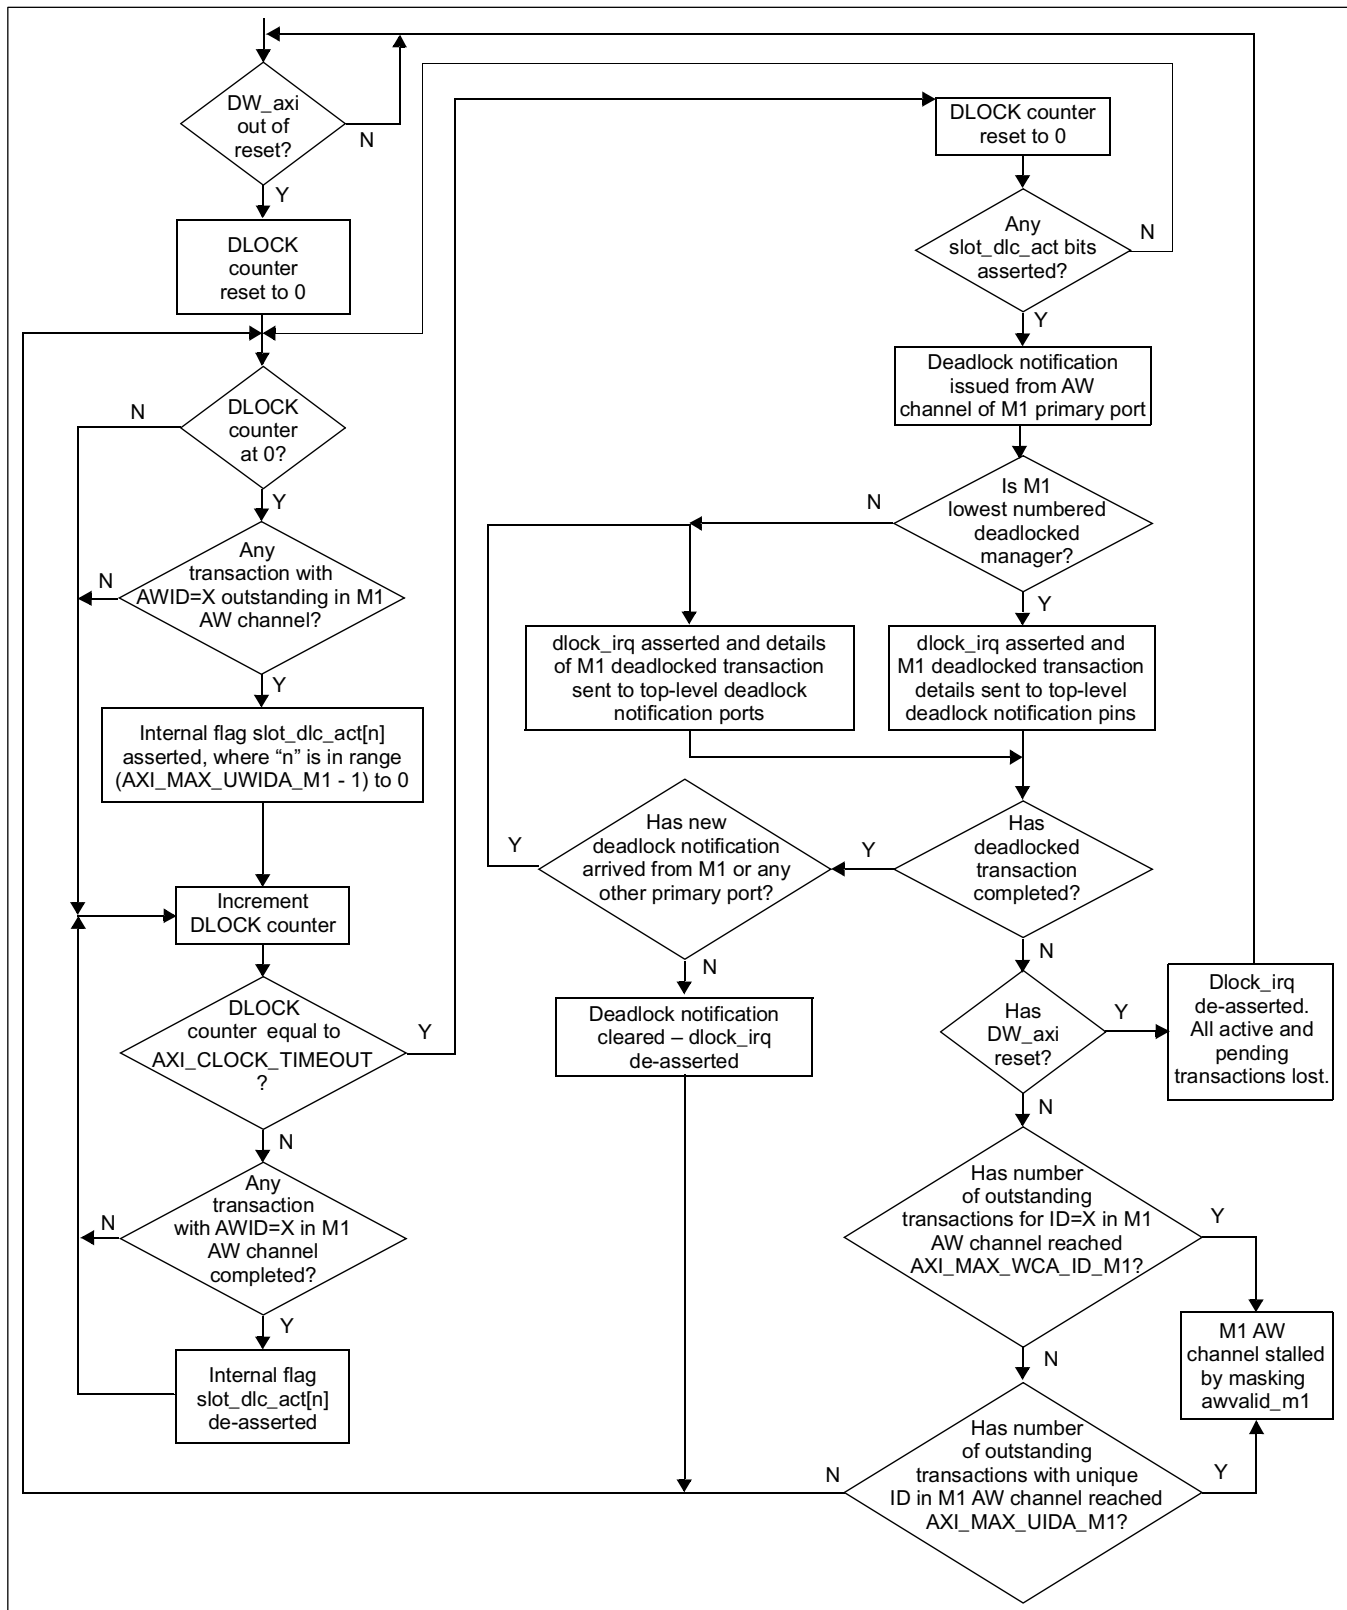 DW_axi
out of
reset?
N
Y
DLOCK
counter
reset to 0
N
DLOCK
counter
at 0?
Y
Any
transaction with
AWID=X outstanding in M1
AW channel?
N
Y
Internal flag slot_dlc_act[n]
asserted, where “n” is in range
(AXI_MAX_UWIDA_M1 - 1) to 0
Increment
DLOCK counter
DLOCK
counter equal to
AXI_CLOCK_TIMEOUT
?
Y
N
Any
transaction
with AWID=X in M1
AW channel
completed?
N
Y
Internal flag
slot_dlc_act[n]
de-asserted
DLOCK counter
reset to 0
Any
slot_dlc_act bits
asserted?
N
Y
Deadlock notification
issued from AW
channel of M1 primary port
Is M1
lowest numbered
deadlocked
manager?
N
Y
dlock_irq asserted and details
of M1 deadlocked transaction
sent to top-level deadlock
notification ports
dlock_irq asserted and
M1 deadlocked transaction
details sent to top-level
deadlock notification pins
Has new
deadlock notification
arrived from M1 or any
other primary port?
Y
Y
Has
deadlocked
transaction
completed?
N
N
Deadlock notification
cleared – dlock_irq
de-asserted
Has
DW_axi
reset?
Y
Dlock_irq
de-asserted.
All active and
pending
transactions lost.
N
Has number
of outstanding
transactions for ID=X in M1
AW channel reached
AXI_MAX_WCA_ID_M1?
Y
N
M1 AW
channel stalled
by masking
awvalid_m1
Has number
of outstanding
transactions with unique
ID in M1 AW channel reached
AXI_MAX_UIDA_M1?
N
Y